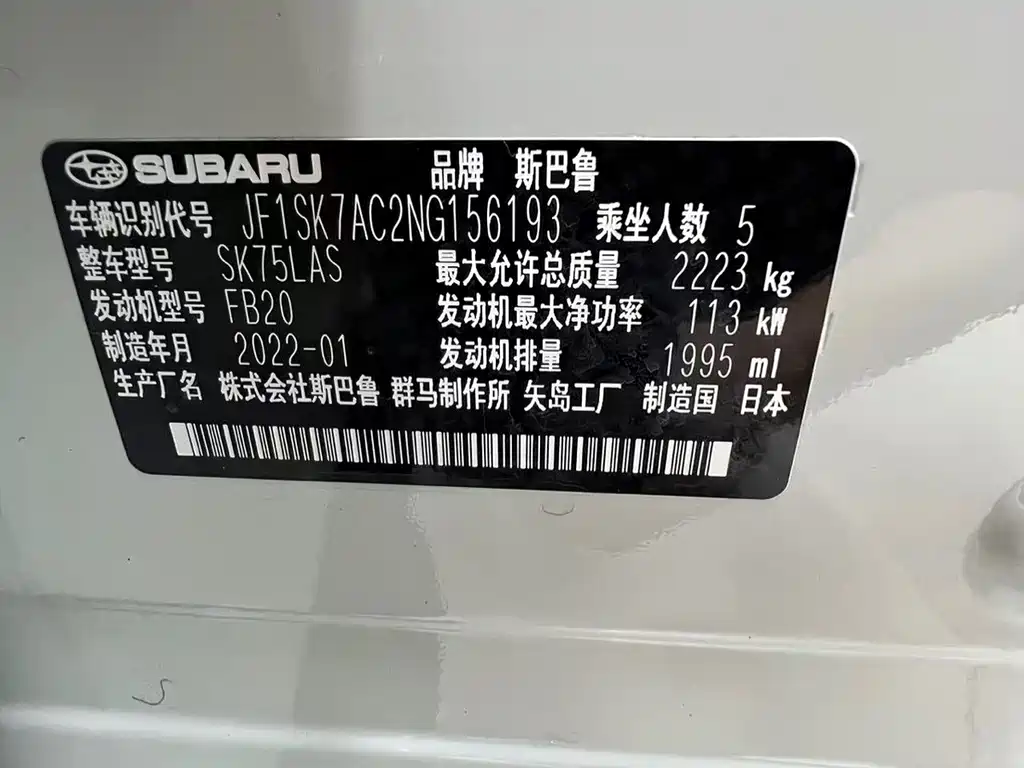 SUBARU 品牌 斯巴鲁
车辆识别代号 JF1SK7AC2NG156193 乘坐人数 5
整车型号 SK75LAS 最大允许总质量 2223 kg
发动机型号 FB20 发动机最大净功率 113 kW
制造年月 2022-01 发动机排量 1995 ml
生产厂名 株式会社斯巴鲁 群马制作所 矢岛工厂 制造国 日本